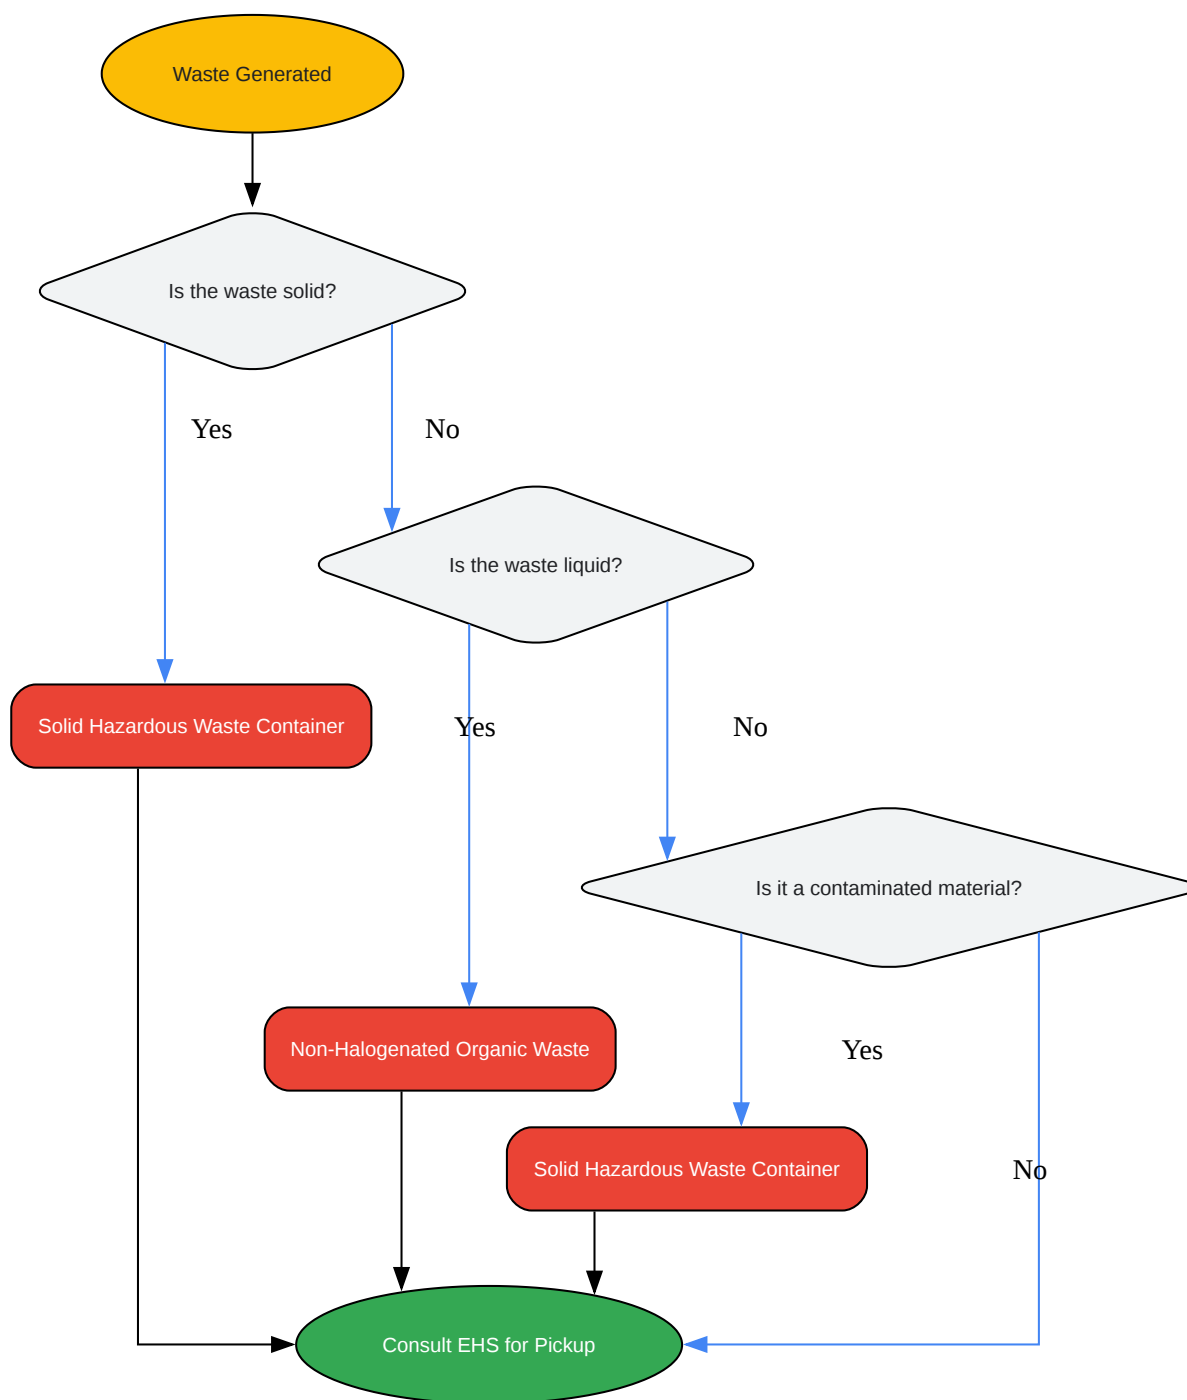 Waste Generated
Is the waste solid?
Yes
No
Is the waste liquid?
Solid Hazardous Waste Container
Yes
No
Is it a contaminated material?
Non-Halogenated Organic Waste
Yes
Solid Hazardous Waste Container
No
Consult EHS for Pickup